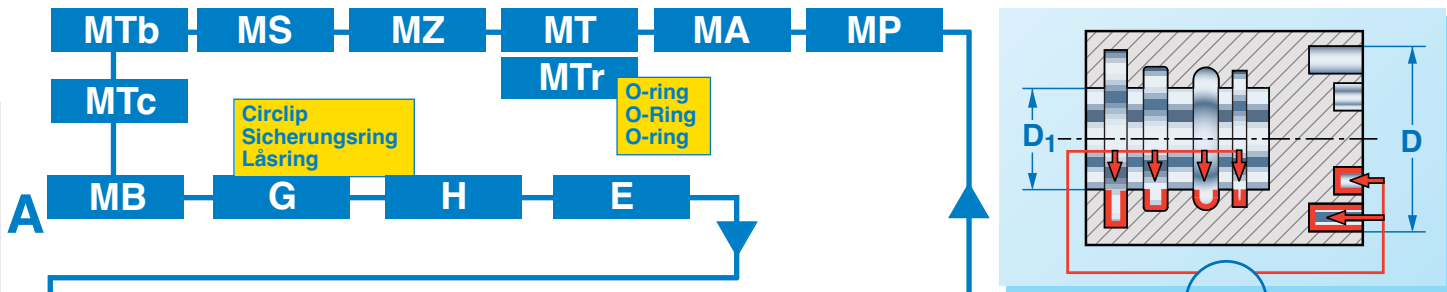 MTb
MS
MZ
MT
MA
MP
MTc
MTr
Circlip
Sicherungsring
Låsring
O-ring
O-Ring
O-ring
A
MB
G
H
E
D1
D